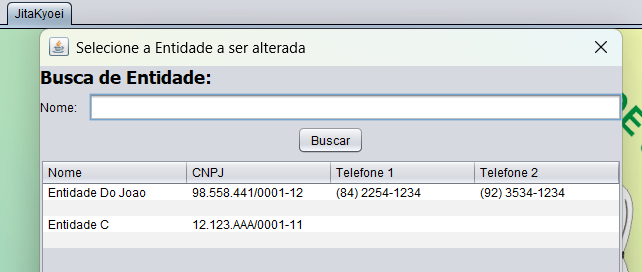 JitaKyoei
Selecione a Entidade a ser alterada
Busca de Entidade:
Nome:
Buscar
Nome CNPJ Telefone 1 Telefone 2
Entidade Do Joao 98.558.441/0001-12 (84) 2254-1234 (92) 3534-1234
Entidade C 12.123.AAA/0001-11